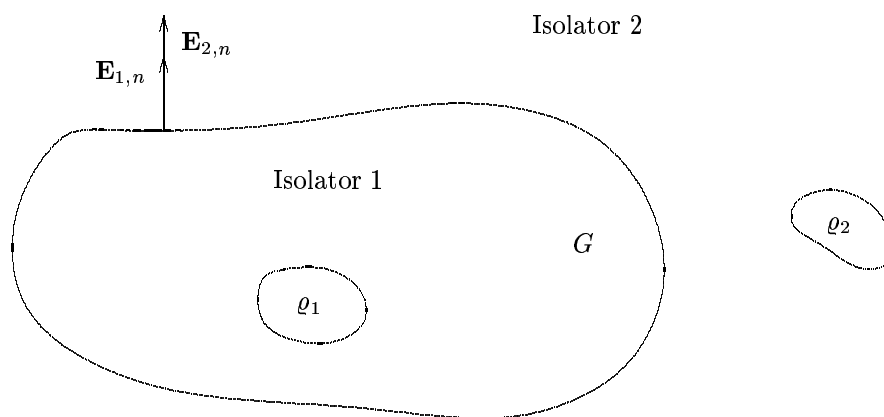 Isolator 2
𝐄₂,ₙ
𝐄₁,ₙ
Isolator 1
ϱ₂
G
ϱ₁